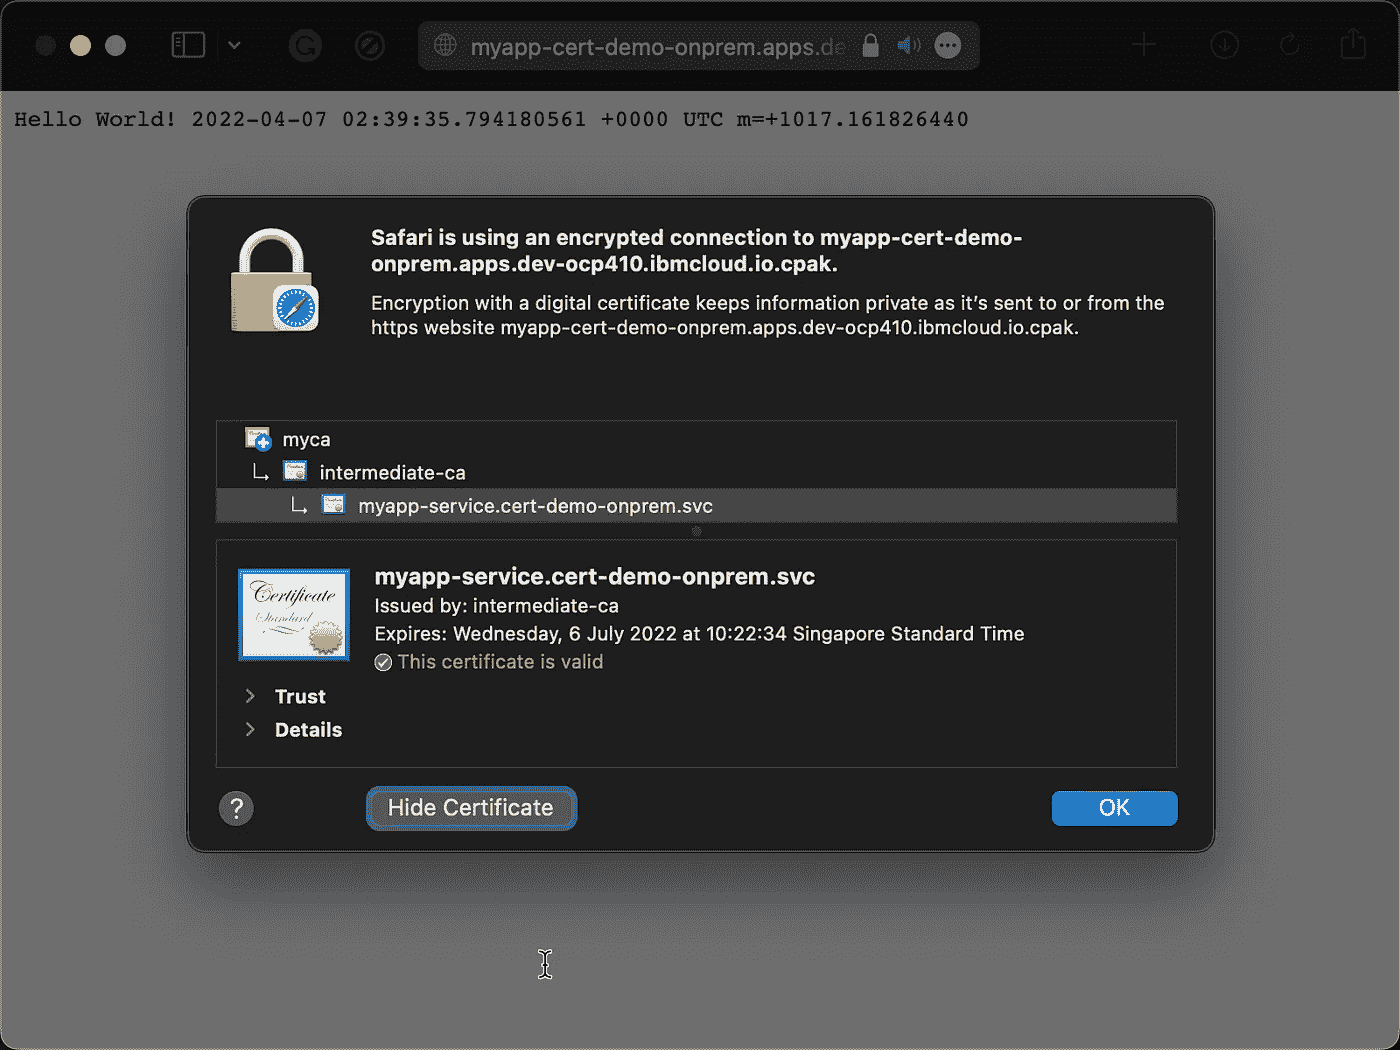 myapp-cert-demo-onprem.apps.de
Hello World! 2022-04-07 02:39:35.794180561 +0000 UTC m=+1017.161826440
Safari is using an encrypted connection to myapp-cert-demo-
onprem.apps.dev-ocp410.ibmcloud.io.cpak.
Encryption with a digital certificate keeps information private as it’s sent to or from the
https website myapp-cert-demo-onprem.apps.dev-ocp410.ibmcloud.io.cpak.
myca
intermediate-ca
myapp-service.cert-demo-onprem.svc
Certificate
Standard
myapp-service.cert-demo-onprem.svc
Issued by: intermediate-ca
Expires: Wednesday, 6 July 2022 at 10:22:34 Singapore Standard Time
This certificate is valid
Trust
Details
?
Hide Certificate
OK